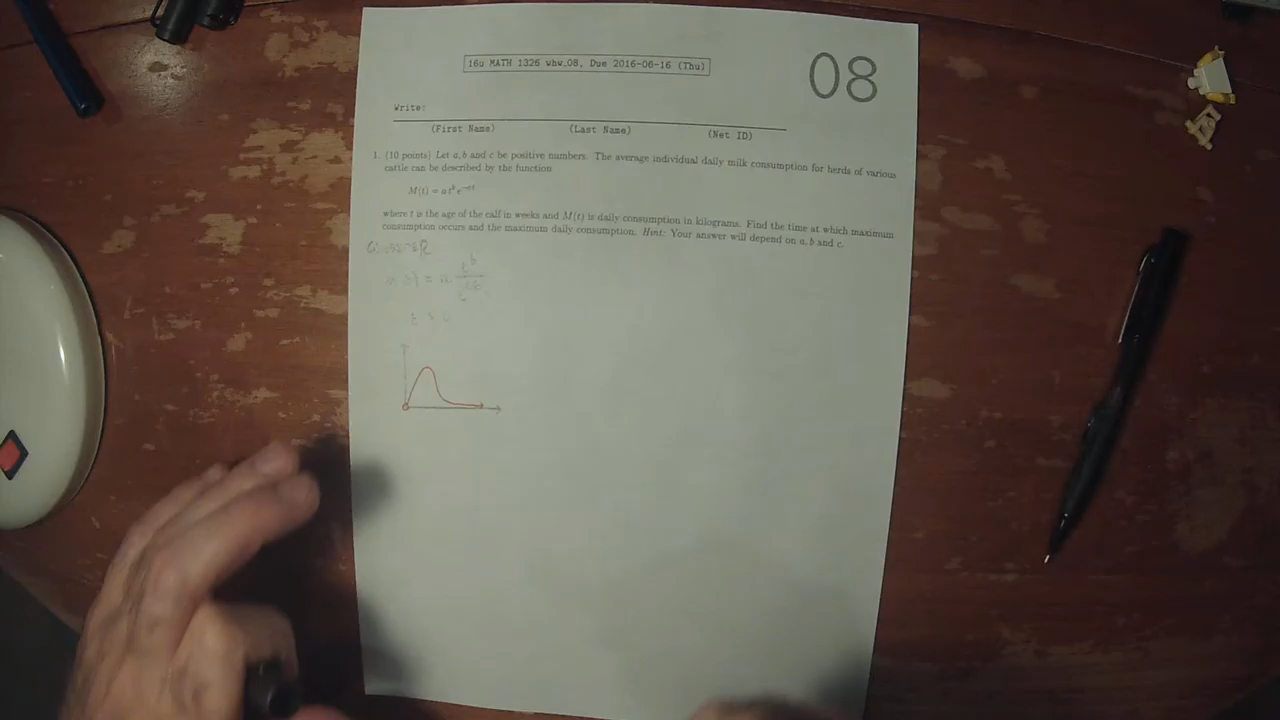 16u MATH 1326 whw_08, Due 2016-06-16 (Thu)
08
Write:
(First Name) (Last Name) (Net ID)
1. (10 points) Let a, b and c be positive numbers. The average individual daily milk consumption for herds of various
cattle can be described by the function
M(t) = a t^b e^{-ct}
where t is the age of the calf in weeks and M(t) is daily consumption in kilograms. Find the time at which maximum
consumption occurs and the maximum daily consumption. Hint: Your answer will depend on a, b and c.
t >